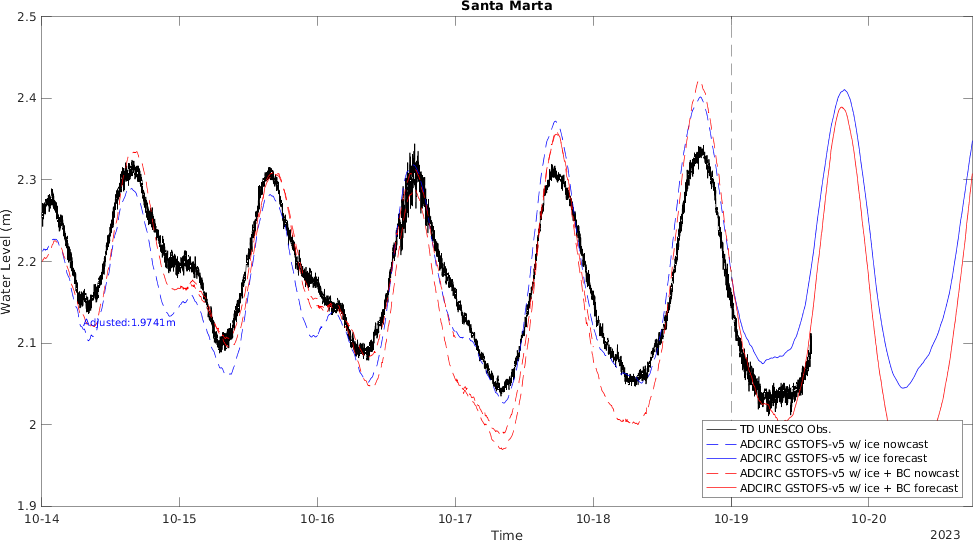 Santa Marta
2.5
2.4
2.3
2.2
2.1
2
1.9
Water Level (m)
Adjusted:1.9741m
TD UNESCO Obs.
ADCIRC GSTOFS-v5 w/ ice nowcast
ADCIRC GSTOFS-v5 w/ ice forecast
ADCIRC GSTOFS-v5 w/ ice + BC nowcast
ADCIRC GSTOFS-v5 w/ ice + BC forecast
10-14 10-15 10-16 10-17 10-18 10-19 10-20
Time
2023